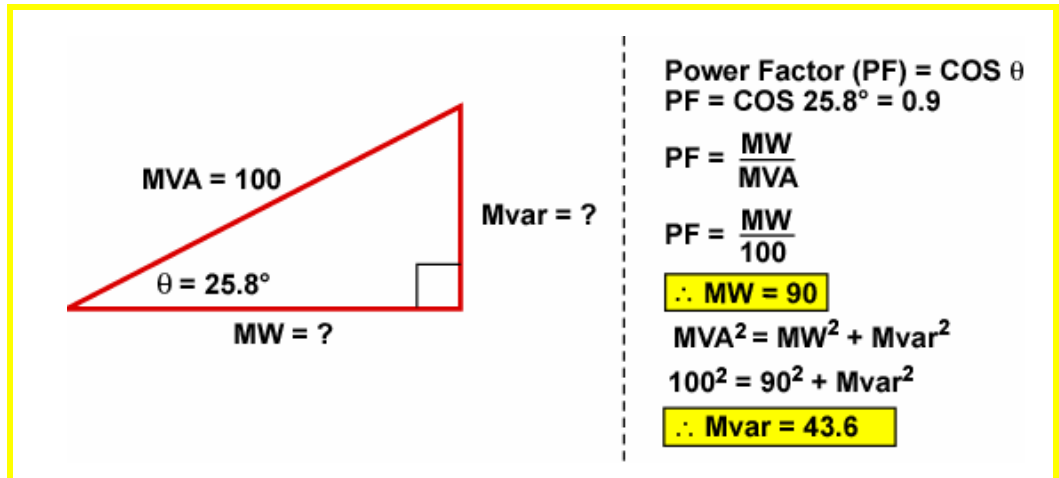 MVA = 100
Mvar = ?
θ = 25.8°
MW = ?
Power Factor (PF) = COS θ
PF = COS 25.8° = 0.9
PF = MW
MVA
PF = MW
100
∴ MW = 90
MVA² = MW² + Mvar²
100² = 90² + Mvar²
∴ Mvar = 43.6